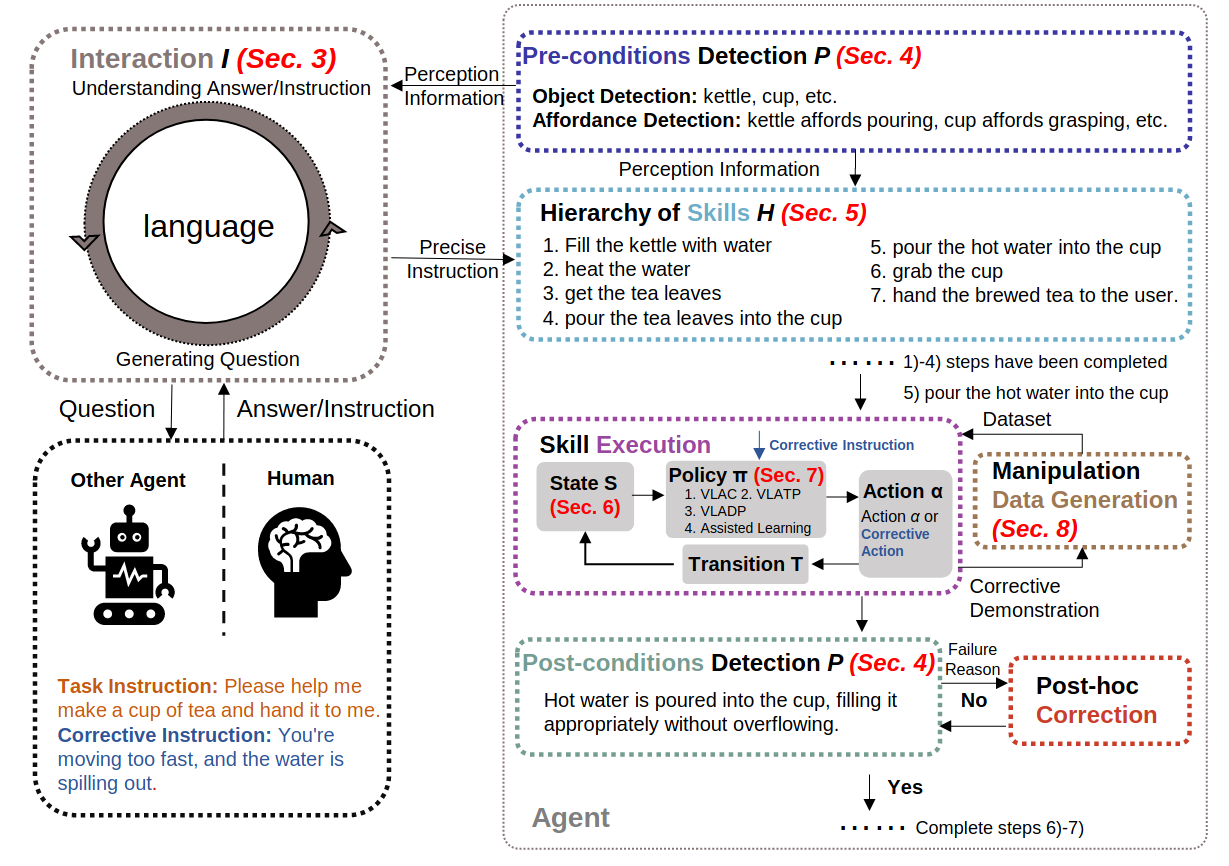 Interaction I (Sec. 3)
Understanding Answer/Instruction
language
Generating Question
Question
Answer/Instruction
Other Agent
Human
Task Instruction: Please help me
make a cup of tea and hand it to me.
Corrective Instruction: You're
moving too fast, and the water is
spilling out.
Perception
Information
Precise
Instruction
Pre-conditions Detection P (Sec. 4)
Object Detection: kettle, cup, etc.
Affordance Detection: kettle affords pouring, cup affords grasping, etc.
Perception Information
Hierarchy of Skills H (Sec. 5)
1. Fill the kettle with water
2. heat the water
3. get the tea leaves
4. pour the tea leaves into the cup
5. pour the hot water into the cup
6. grab the cup
7. hand the brewed tea to the user.
...... 1)-4) steps have been completed
5) pour the hot water into the cup
Skill Execution
Corrective Instruction
State S
(Sec. 6)
Policy π (Sec. 7)
1. VLAC 2. VLATP
3. VLADP
4. Assisted Learning
Action α
Action α or
Corrective
Action
Transition T
Dataset
Manipulation
Data Generation
(Sec. 8)
Corrective
Demonstration
Post-conditions Detection P (Sec. 4)
Hot water is poured into the cup, filling it
appropriately without overflowing.
Failure
Reason
No
Post-hoc
Correction
Yes
...... Complete steps 6)-7)
Agent